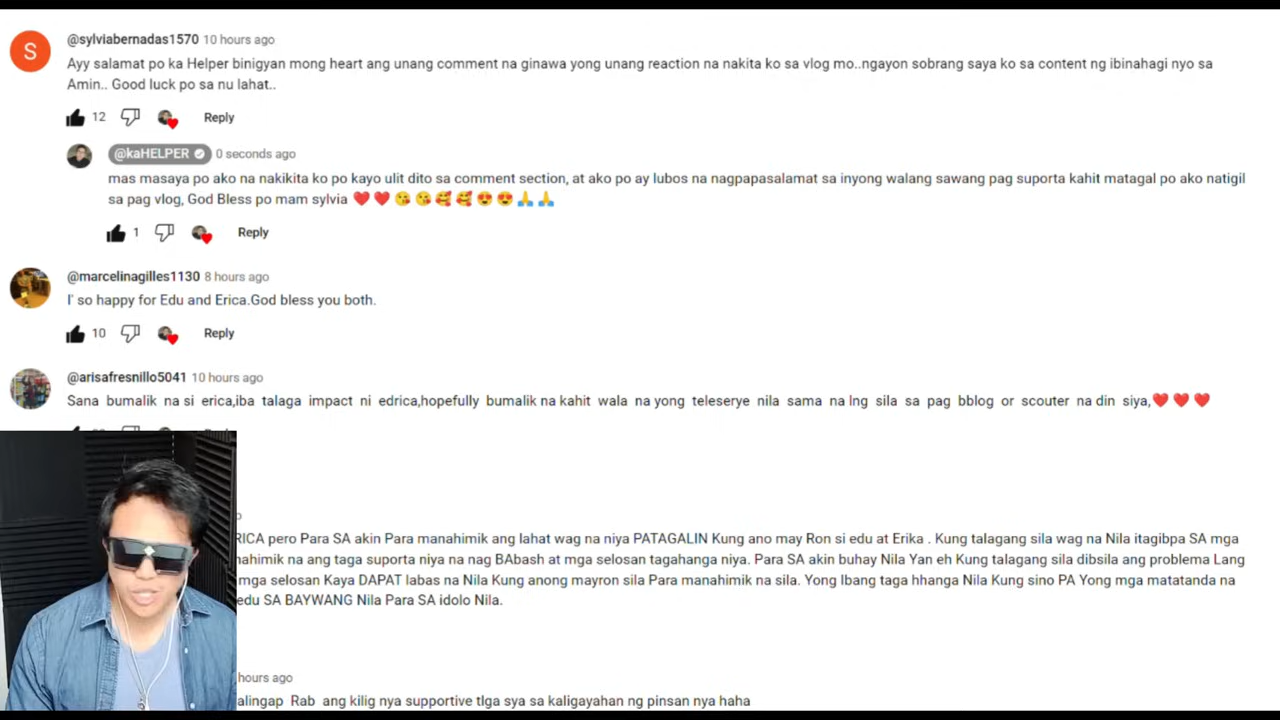 S
@sylviabernadas1570 10 hours ago
Ayy salamat po ka Helper binigyan mong heart ang unang comment na ginawa yong unang reaction na nakita ko sa vlog mo..ngayon sobrang saya ko sa content ng ibinahagi nyo sa
Amin.. Good luck po sa nu lahat..
12 Reply
@kaHELPER 0 seconds ago
mas masaya po ako na nakikita ko po kayo ulit dito sa comment section, at ako po ay lubos na nagpapasalamat sa inyong walang sawang pag suporta kahit matagal po ako natigil
sa pag vlog, God Bless po mam sylvia ❤️ ❤️ 😘 😘 🥰 🥰 😍 😍 🙏 🙏
1 Reply
@marcelinagilles1130 8 hours ago
I' so happy for Edu and Erica.God bless you both.
10 Reply
@arisafresnillo5041 10 hours ago
Sana bumalik na si erica,iba talaga impact ni edrica,hopefully bumalik na kahit wala na yong teleserye nila sama na lng sila sa pag bblog or scouter na din siya,❤️ ❤️ ❤️
RICA pero Para SA akin Para manahimik ang lahat wag na niya PATAGALIN Kung ano may Ron si edu at Erika . Kung talagang sila wag na Nila itagibpa SA mga
nahimik na ang taga suporta niya na nag BAbash at mga selosan tagahanga niya. Para SA akin buhay Nila Yan eh Kung talagang sila dibsila ang problema Lang
mga selosan Kaya DAPAT labas na Nila Kung anong mayron sila Para manahimik na sila. Yong Ibang taga hhanga Nila Kung sino PA Yong mga matatanda na
edu SA BAYWANG Nila Para SA idolo Nila.
hours ago
alingap Rab ang kilig nya supportive tlga sya sa kaligayahan ng pinsan nya haha